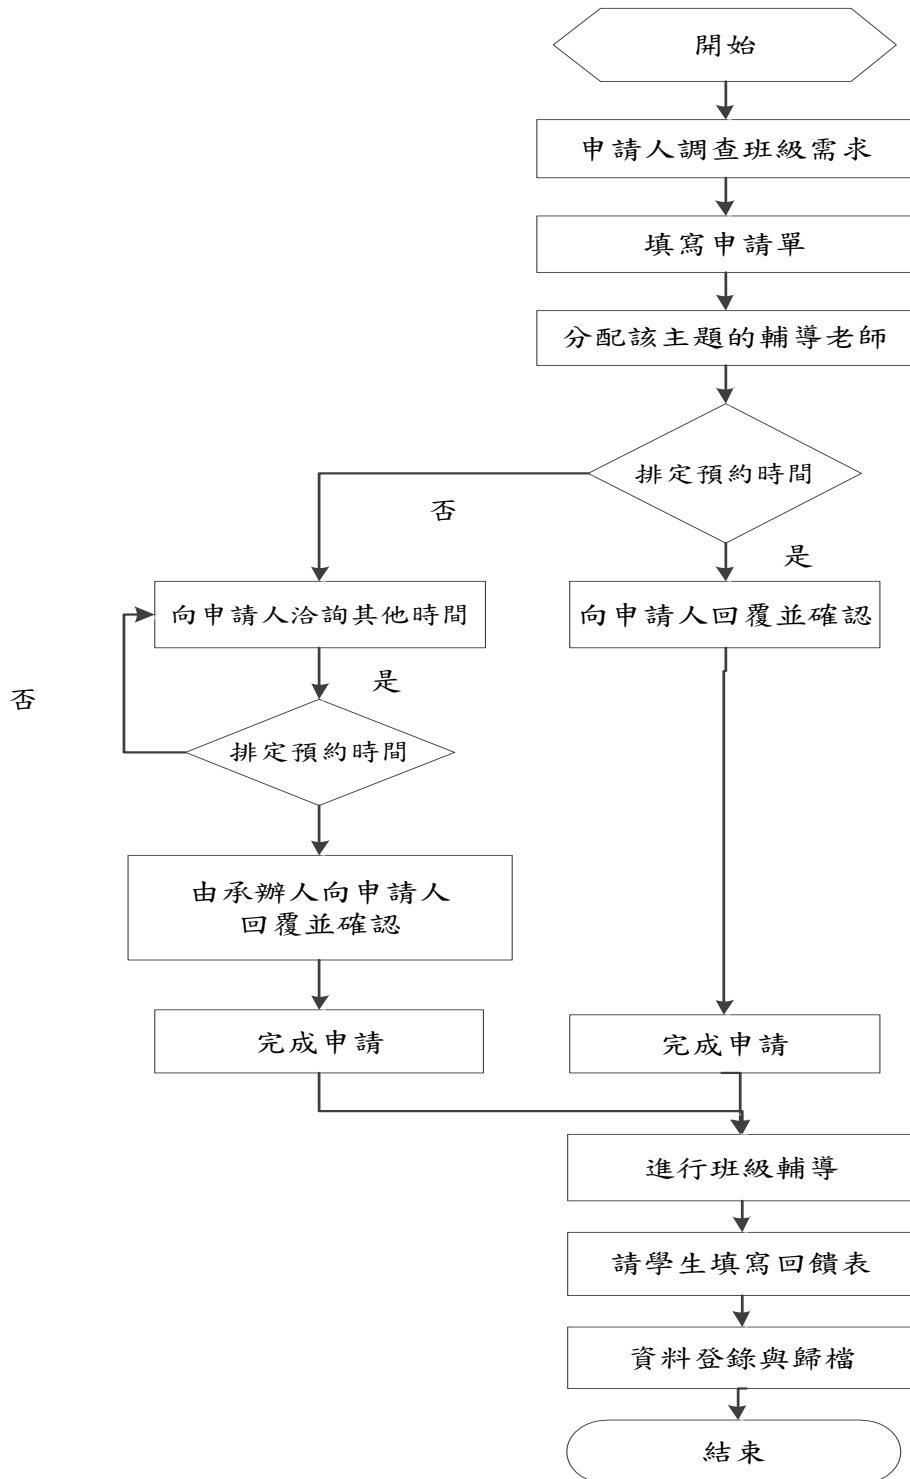 開始
申請人調查班級需求
填寫申請單
分配該主題的輔導老師
排定預約時間
否
是
向申請人洽詢其他時間
向申請人回覆並確認
是
否
排定預約時間
由承辦人向申請人
回覆並確認
完成申請
完成申請
進行班級輔導
請學生填寫回饋表
資料登錄與歸檔
結束